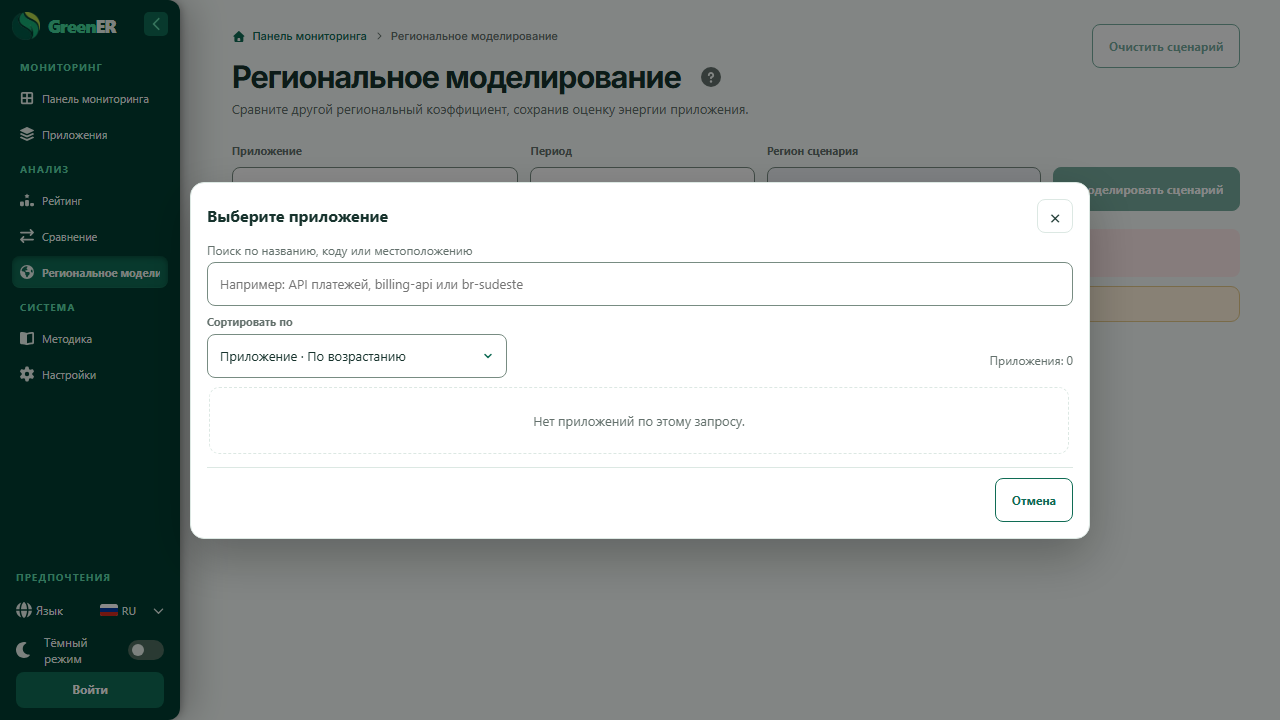 GreenER
МОНИТОРИНГ
Панель мониторинга
Приложения
АНАЛИЗ
Рейтинг
Сравнение
Региональное модели
СИСТЕМА
Методика
Настройки
ПРЕДПОЧТЕНИЯ
Язык
RU
Тёмный
режим
Войти
Панель мониторинга
Региональное моделирование
Очистить сценарий
Региональное моделирование
?
Сравните другой региональный коэффициент, сохранив оценку энергии приложения.
Приложение
Период
Регион сценария
оделировать сценарий
Выберите приложение
Поиск по названию, коду или местоположению
Например: API платежей, billing-api или br-sudeste
Сортировать по
Приложение · По возрастанию
Приложения: 0
Нет приложений по этому запросу.
Отмена